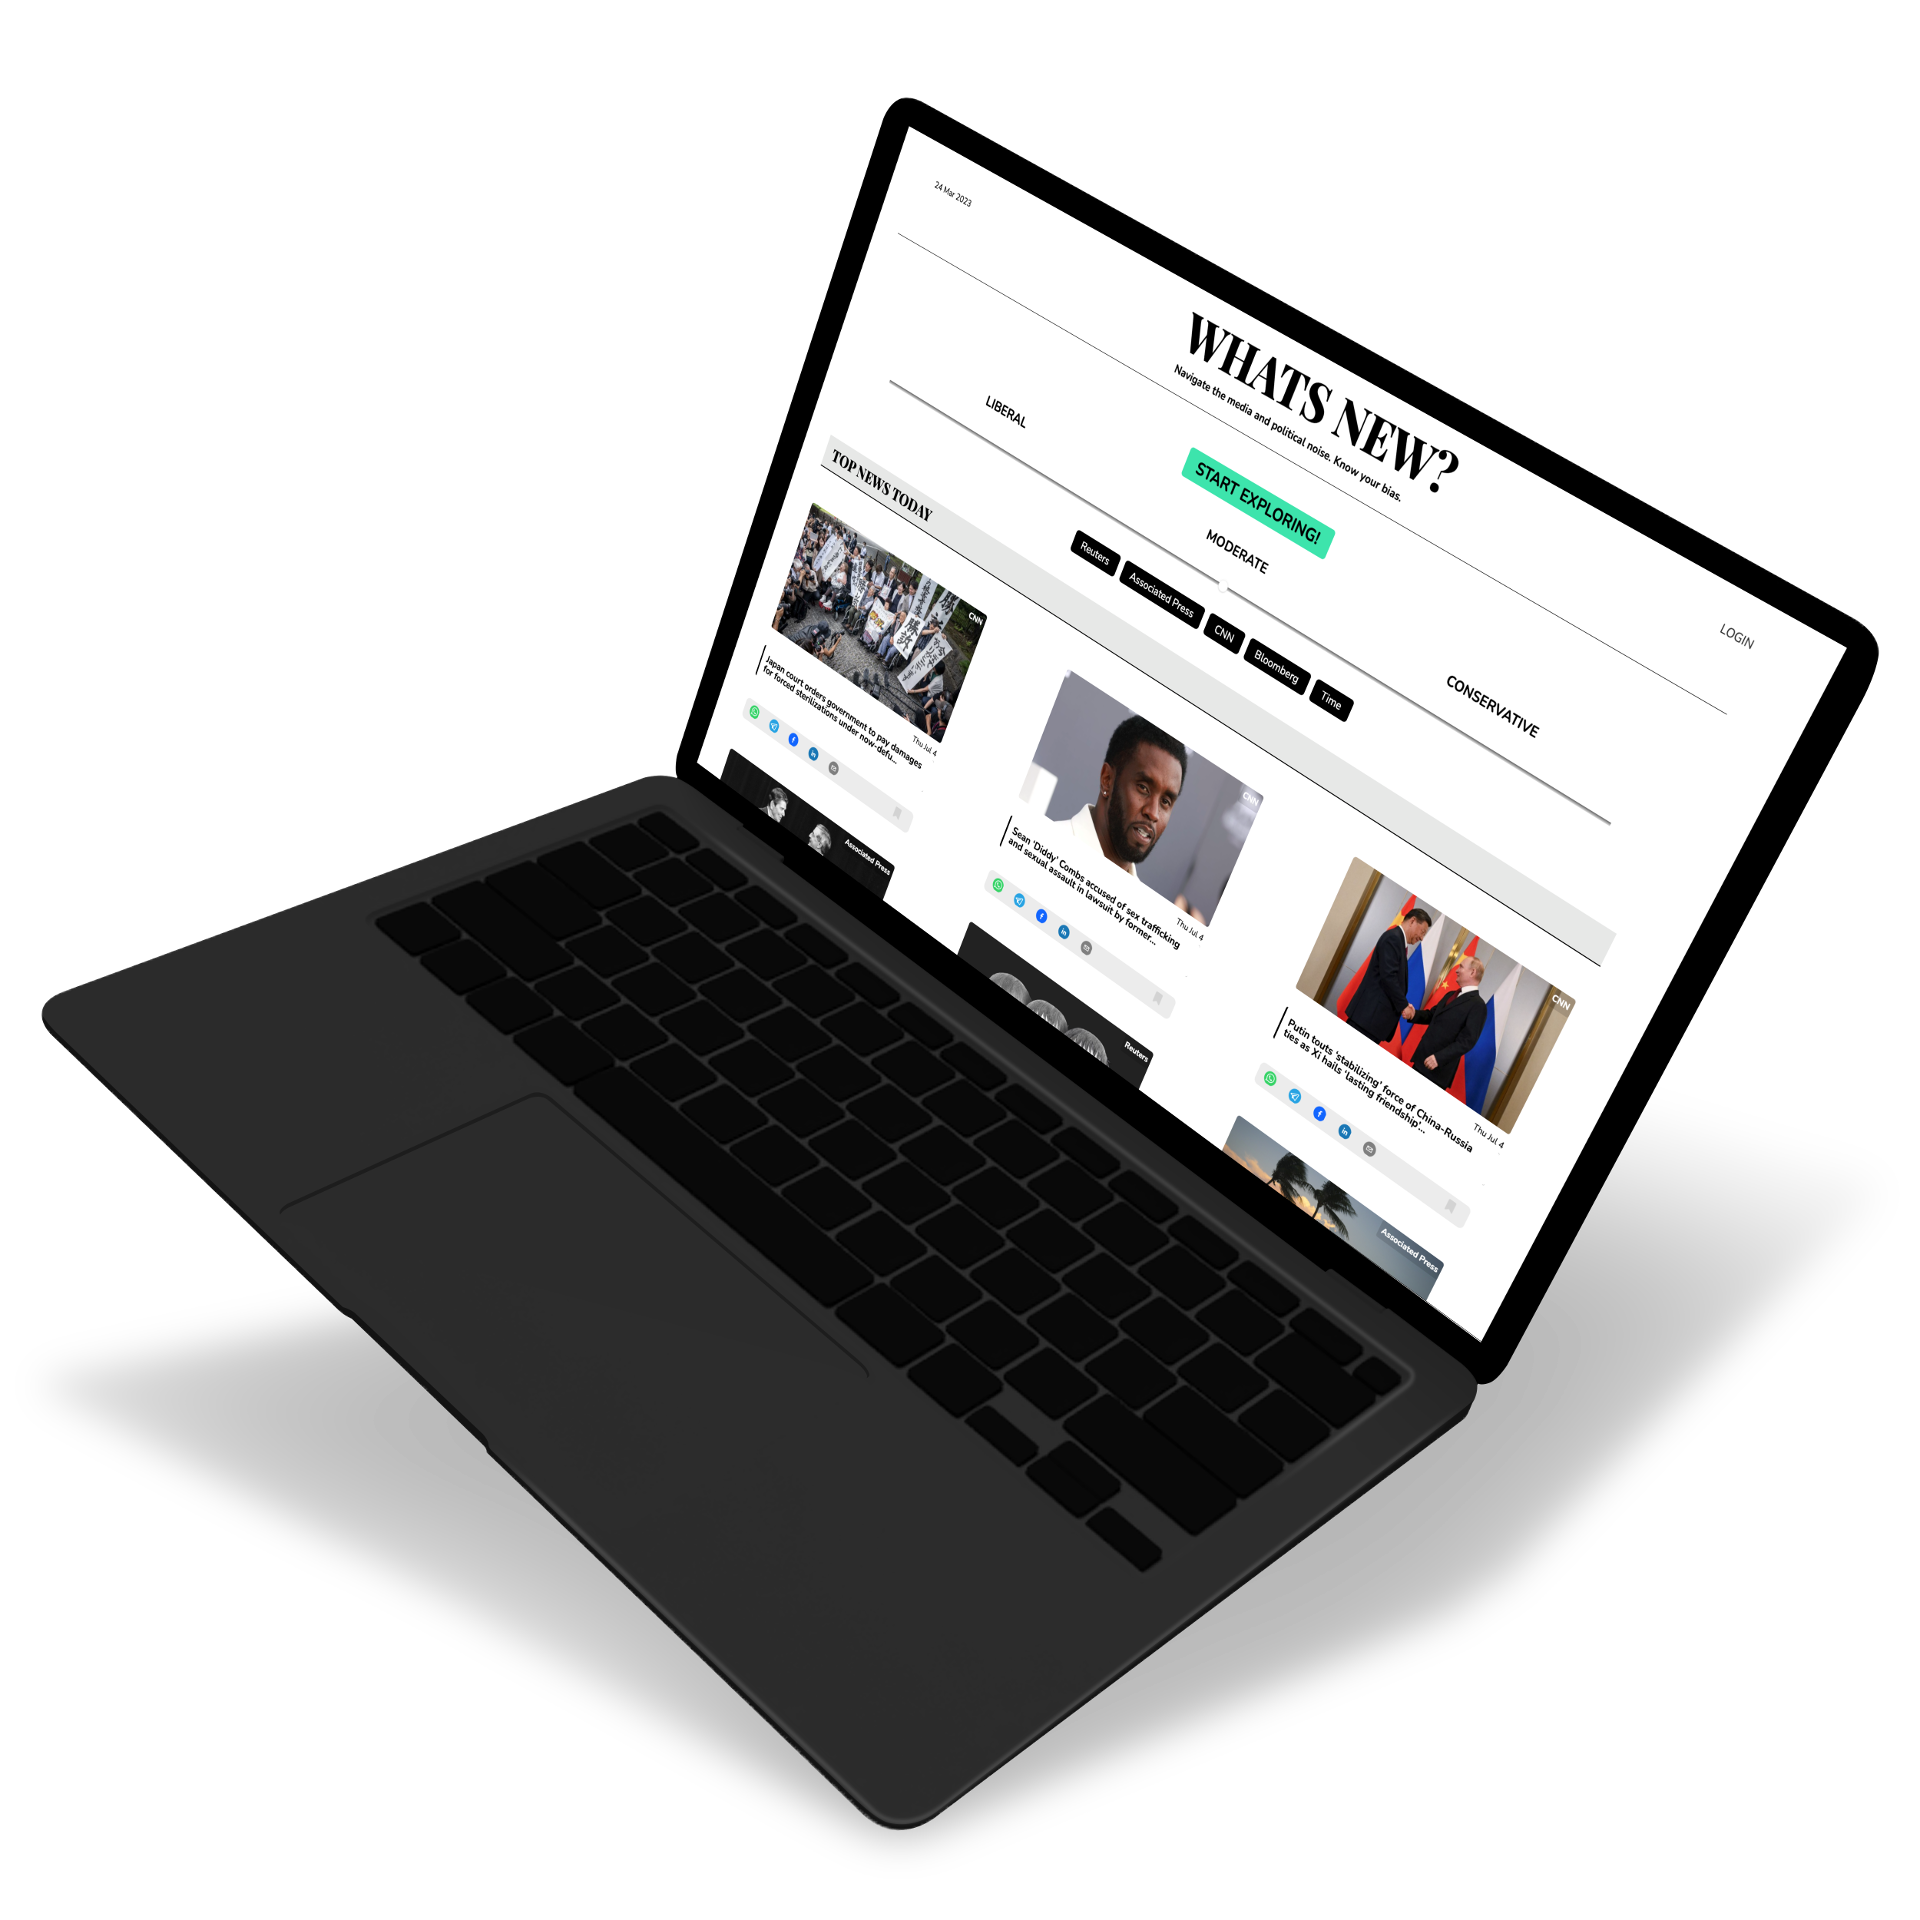 24 Mar 2023
LOGIN
WHATS NEW?
Navigate the media and political noise. Know your bias.
START EXPLORING!
LIBERAL
MODERATE
CONSERVATIVE
Reuters
Associated Press
CNN
Bloomberg
Time
TOP NEWS TODAY
CNN
Thu Jul 4
Japan court orders government to pay damages
for forced sterilizations under now-defu...
CNN
Thu Jul 4
Sean 'Diddy' Combs accused of sex trafficking
and sexual assault in lawsuit by former...
CNN
Thu Jul 4
Putin touts 'stabilizing' force of China-Russia
ties as Xi hails 'lasting friendship'...
Associated Press
Reuters
Associated Press